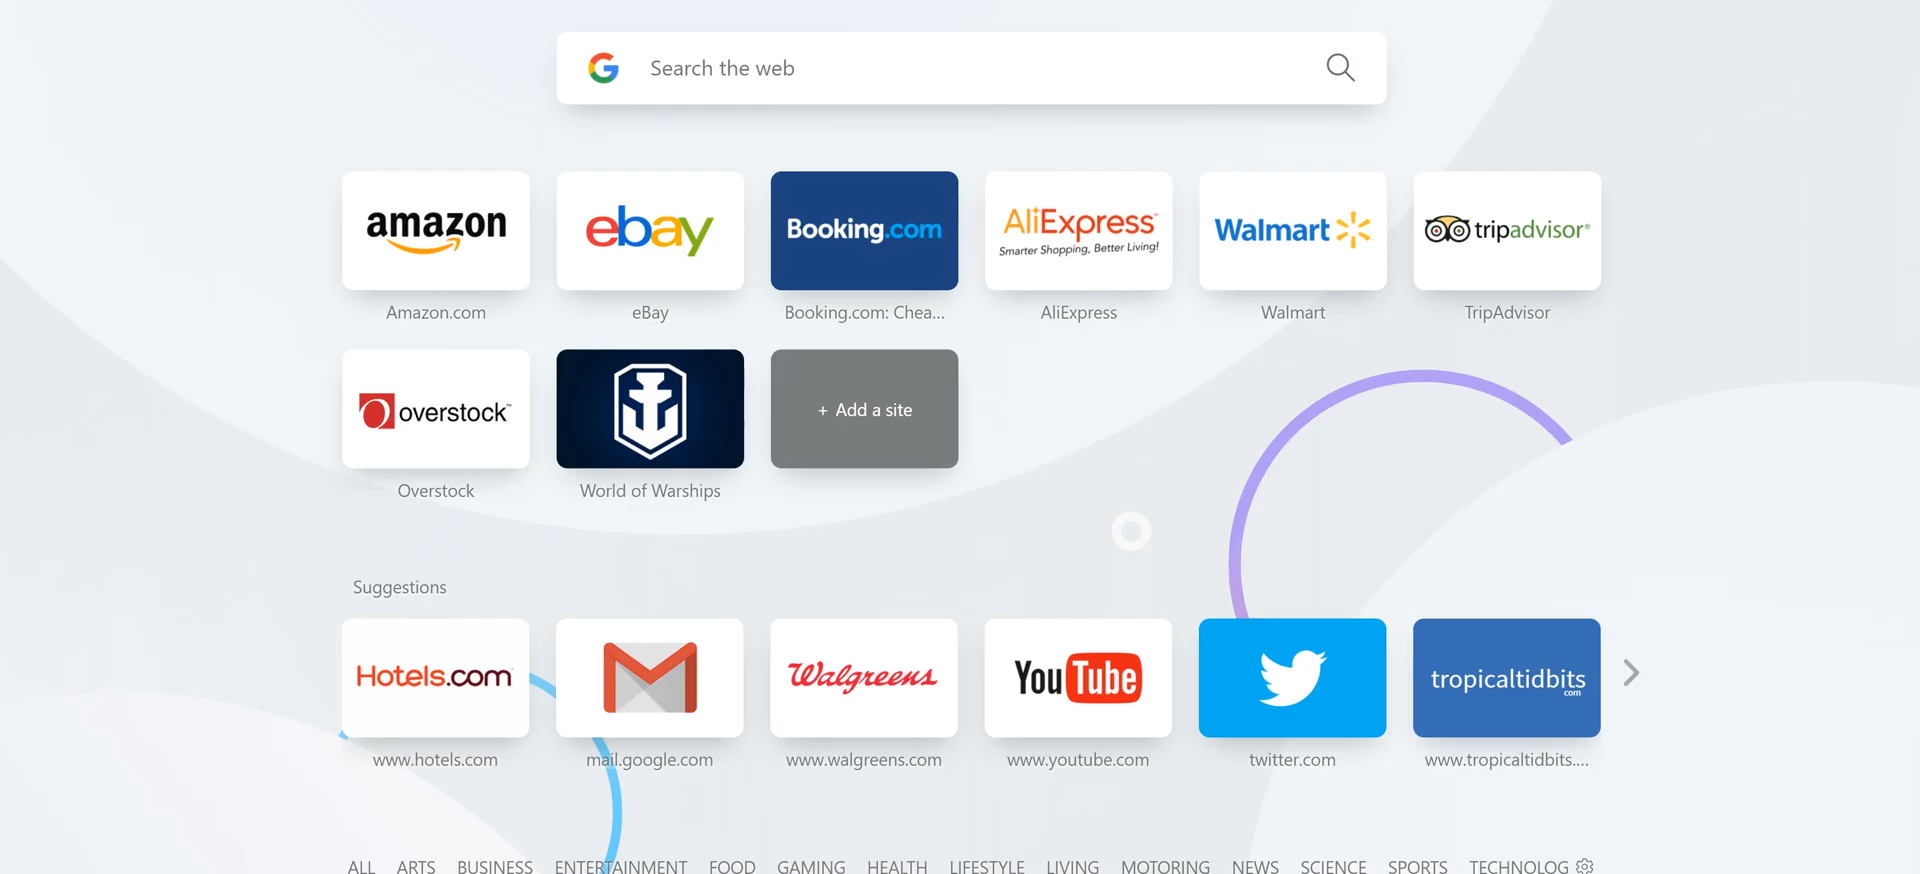 Search the web
amazon
ebay
Booking.com
AliExpress™
Smarter Shopping, Better Living!
Walmart
tripadvisor®
Amazon.com
eBay
Booking.com: Chea...
AliExpress
Walmart
TripAdvisor
overstock™
+ Add a site
Overstock
World of Warships
Suggestions
Hotels.com
Walgreens
YouTube
tropicaltidbits
com
www.hotels.com
mail.google.com
www.walgreens.com
www.youtube.com
twitter.com
www.tropicaltidbits....
ALL ARTS BUSINESS ENTERTAINMENT FOOD GAMING HEALTH LIFESTYLE LIVING MOTORING NEWS SCIENCE SPORTS TECHNOLOG